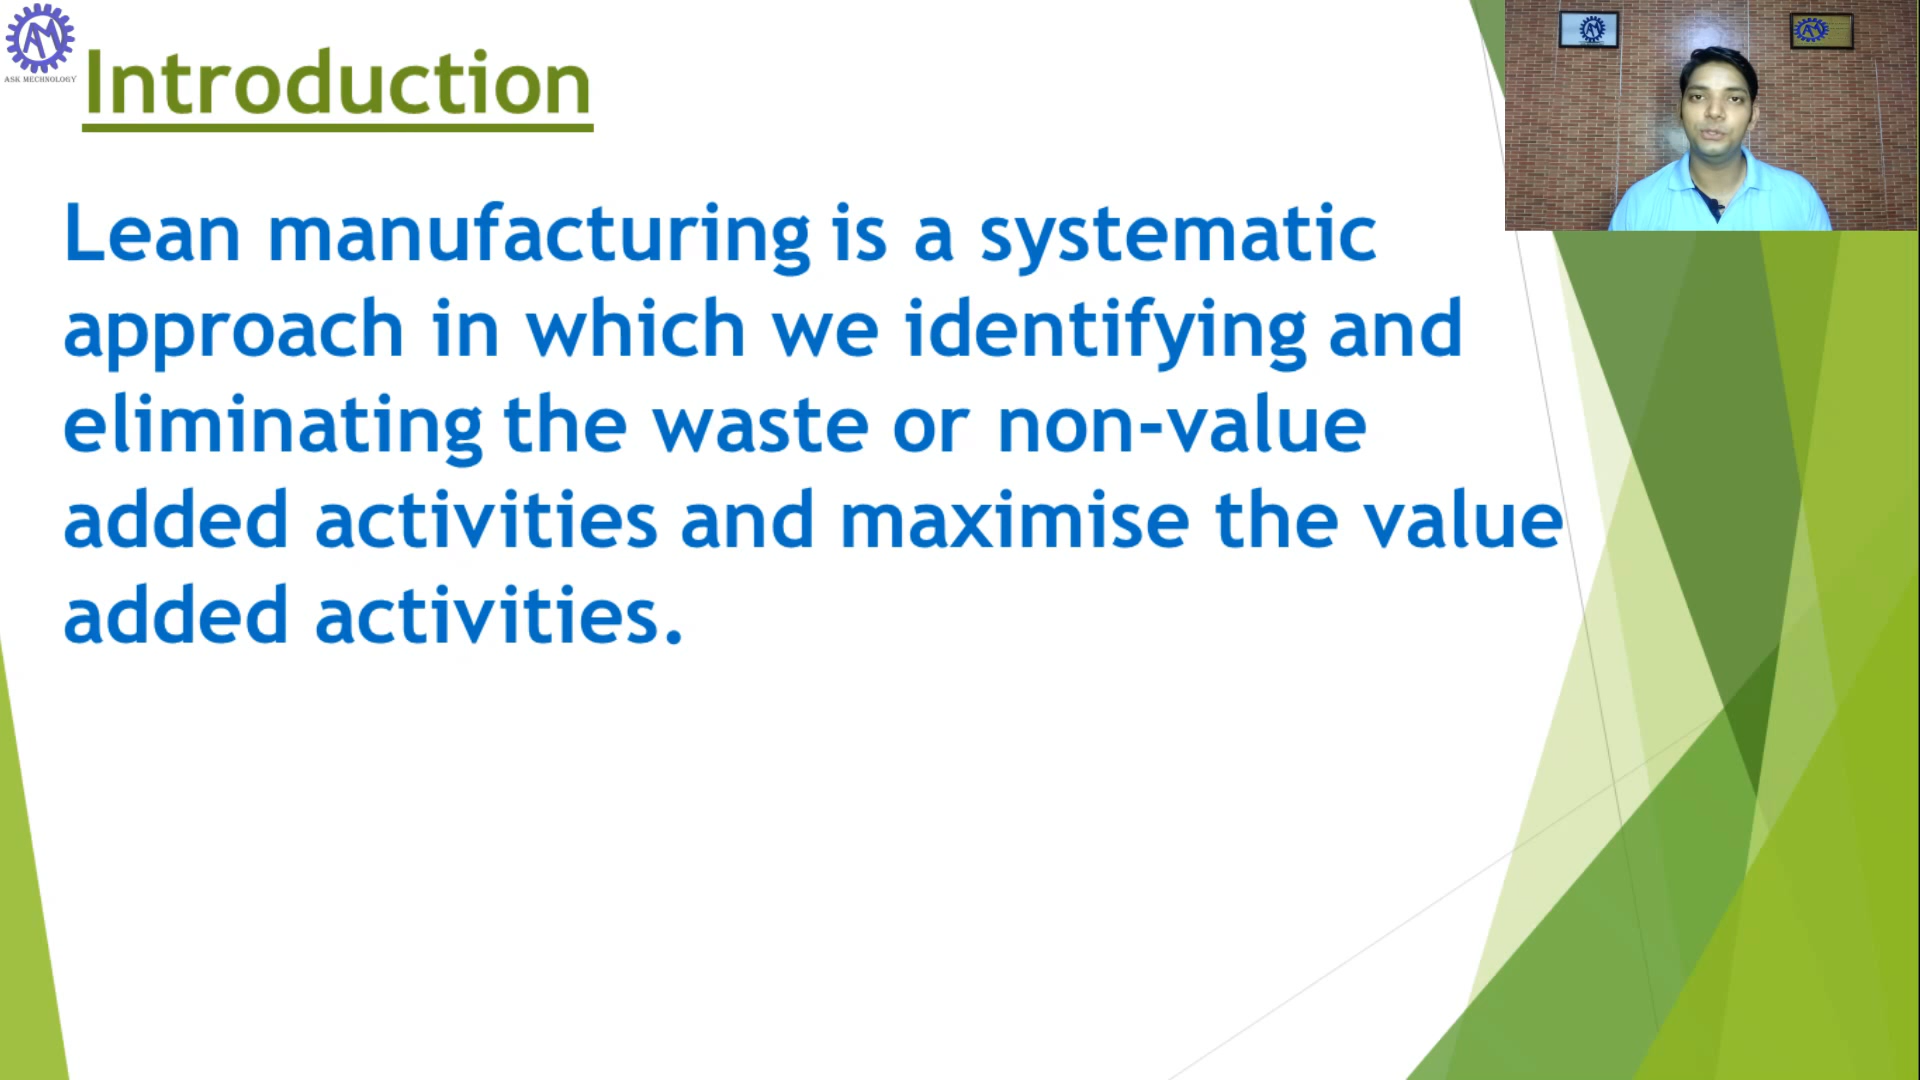 ASK MECHNOLOGY
Introduction
Lean manufacturing is a systematic
approach in which we identifying and
eliminating the waste or non-value
added activities and maximise the value
added activities.